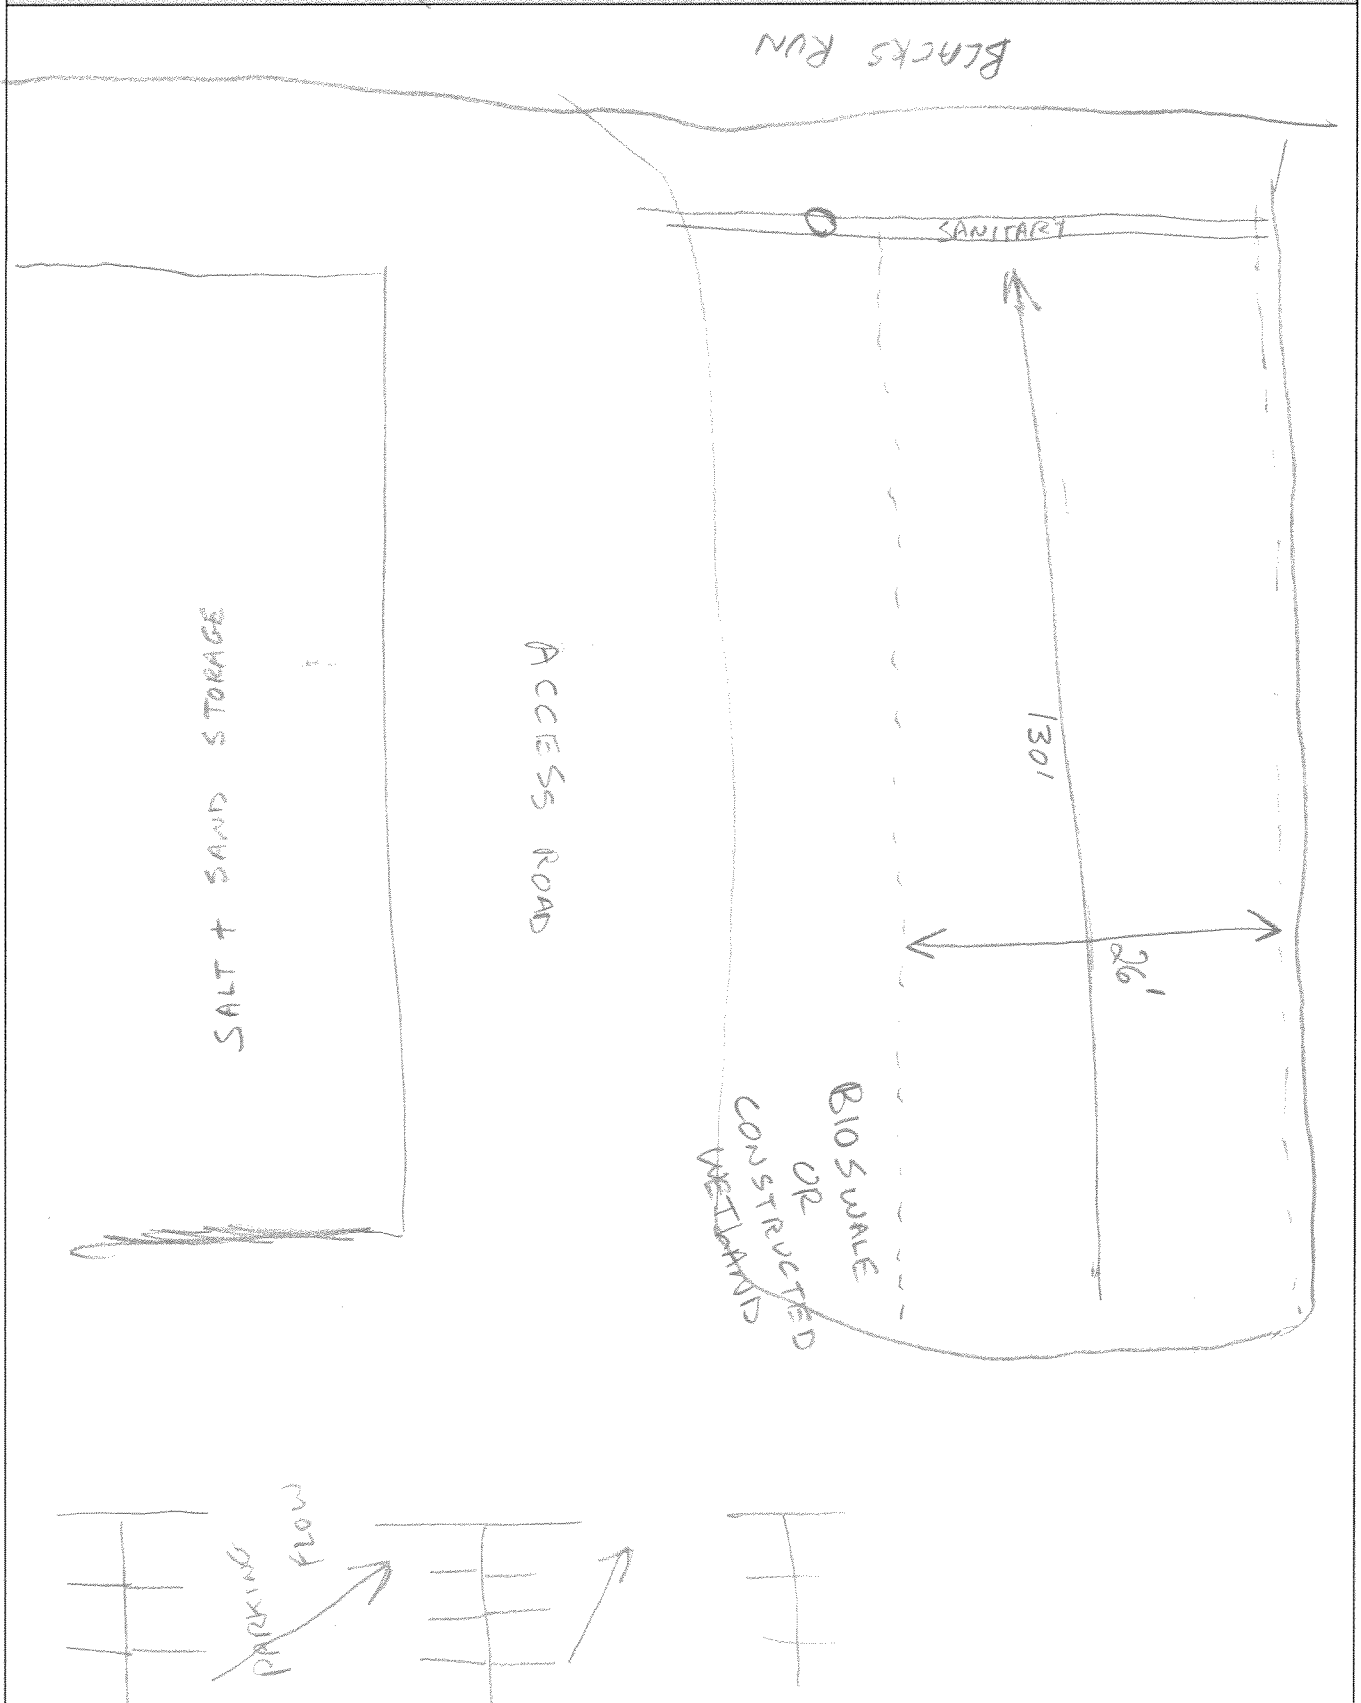 BLACKS RUN
SANITARY
SALT + SAND STORAGE
ACCESS ROAD
130'
26'
BIOSWALE
OR
CONSTRUCTED
WETLAND
PARKING
FLOW